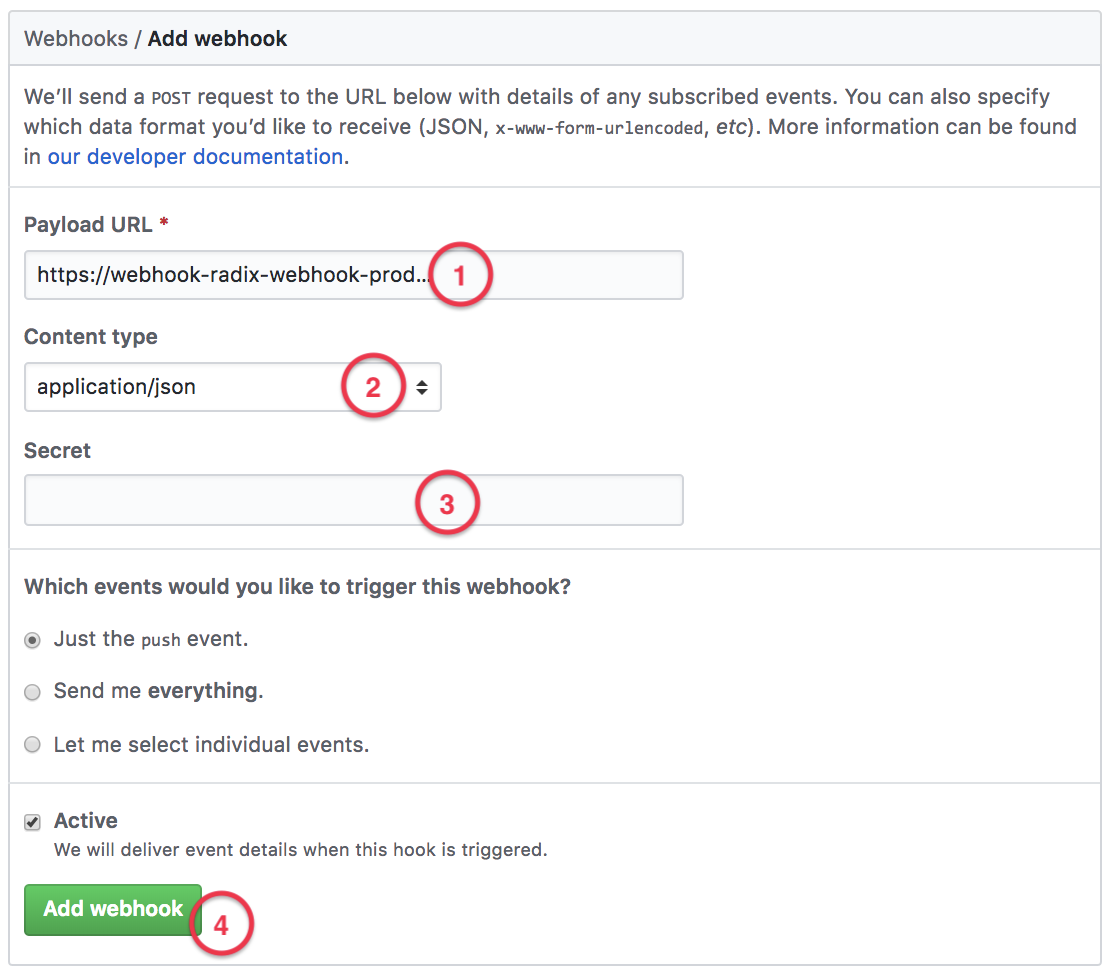 Webhooks / Add webhook
We’ll send a POST request to the URL below with details of any subscribed events. You can also specify
which data format you’d like to receive (JSON, x-www-form-urlencoded, etc). More information can be found
in our developer documentation.
Payload URL *
https://webhook-radix-webhook-prod... 1
Content type
application/json 2
Secret
3
Which events would you like to trigger this webhook?
Just the push event.
Send me everything.
Let me select individual events.
Active
We will deliver event details when this hook is triggered.
Add webhook 4